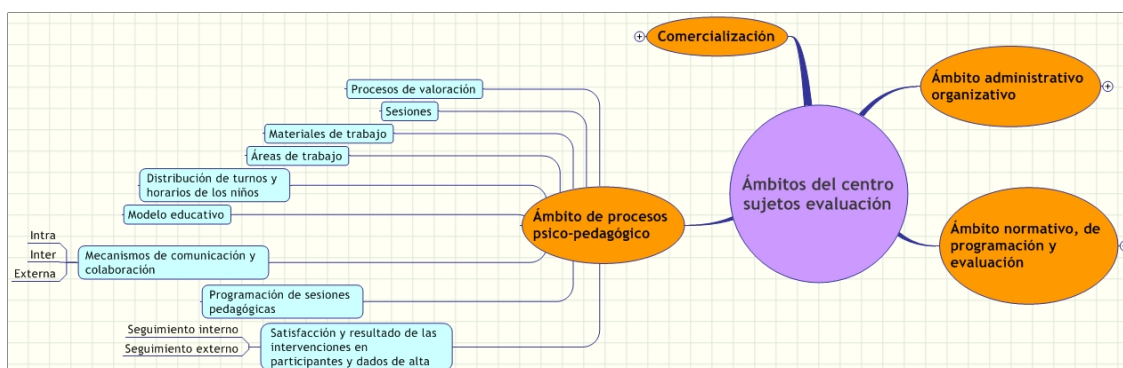 Comercialización
Ámbito administrativo
organizativo
Ámbitos del centro
sujetos evaluación
Ámbito normativo, de
programación y
evaluación
Ámbito de procesos
psico-pedagógico
Procesos de valoración
Sesiones
Materiales de trabajo
Áreas de trabajo
Distribución de turnos y
horarios de los niños
Modelo educativo
Mecanismos de comunicación y
colaboración
Intra
Inter
Externa
Programación de sesiones
pedagógicas
Satisfacción y resultado de las
intervenciones en
participantes y dados de alta
Seguimiento interno
Seguimiento externo